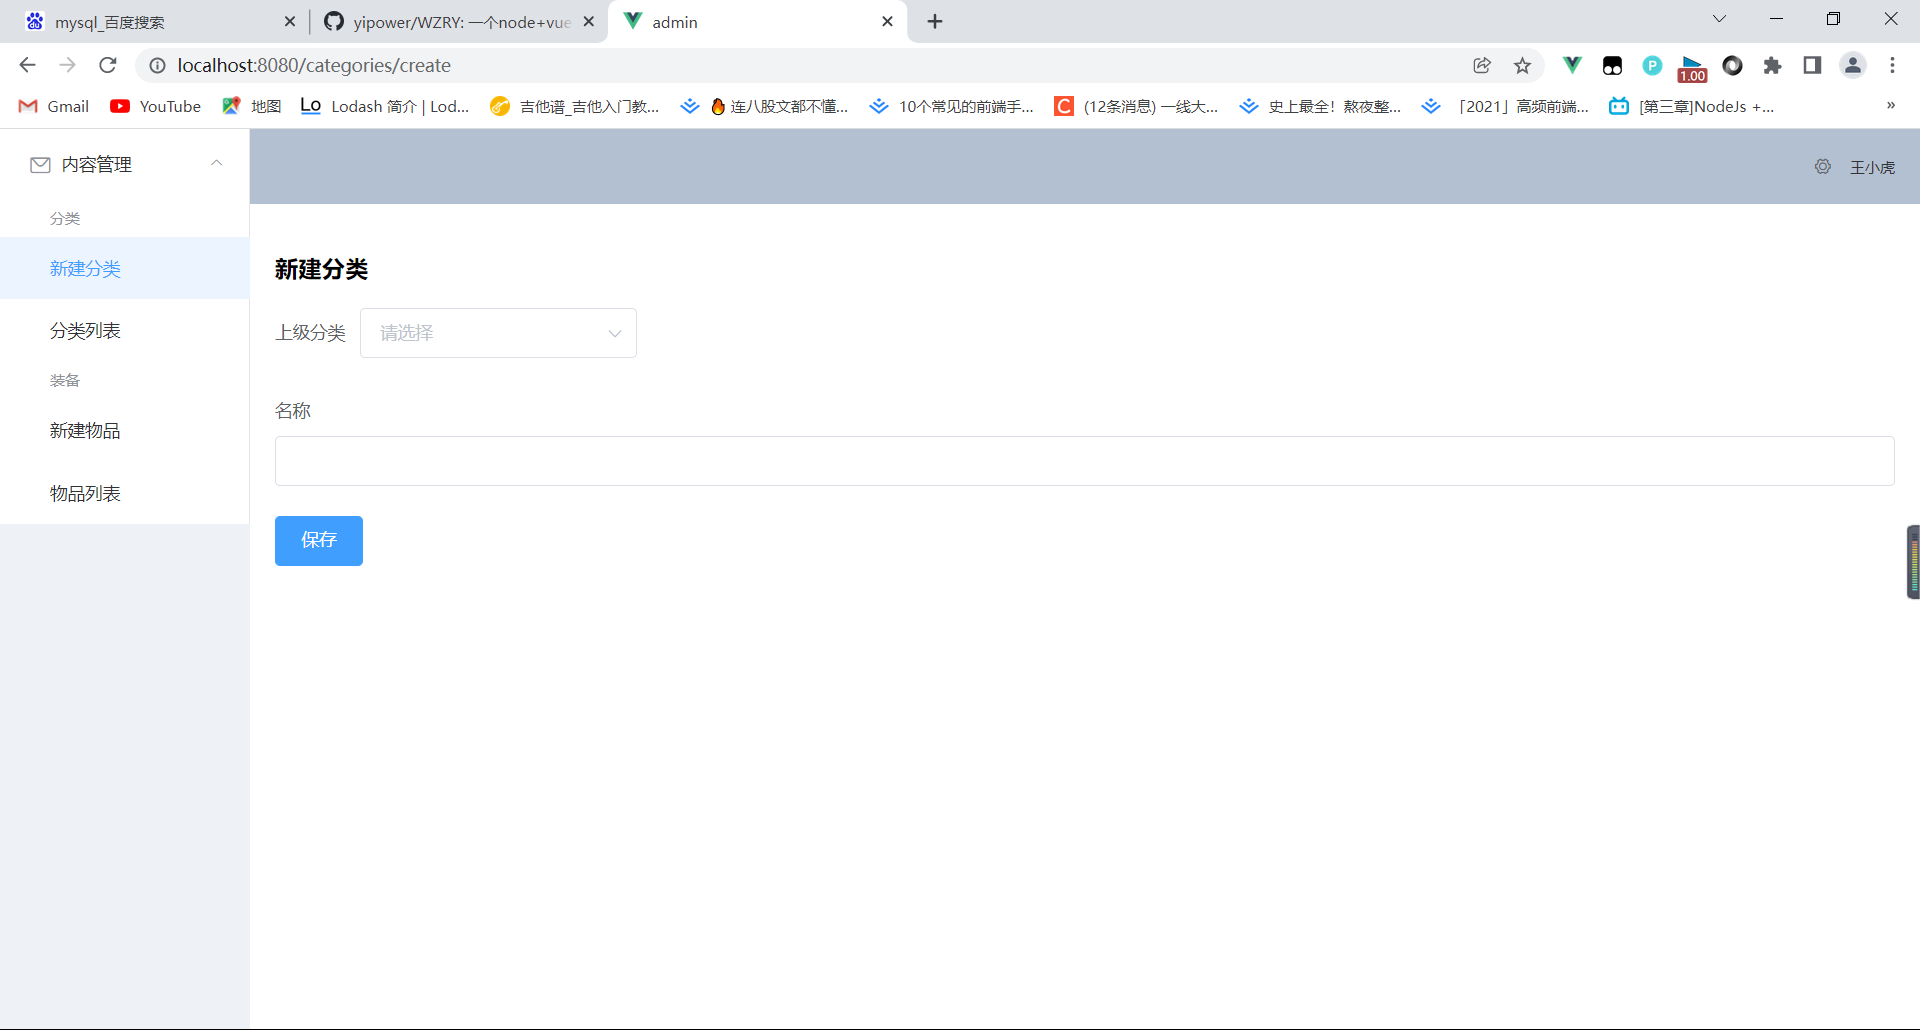 mysql_百度搜索
yipower/WZRY: 一个node+vue
admin
localhost:8080/categories/create
1.00
Gmail
YouTube
地图
Lodash 简介 | Lod...
吉他谱_吉他入门教...
连八股文都不懂...
10个常见的前端手...
C
(12条消息) 一线大...
史上最全！熬夜整...
「2021」高频前端...
[第三章]NodeJs +...
»
内容管理
王小虎
分类
新建分类
分类列表
装备
新建物品
物品列表
新建分类
上级分类
请选择
名称
保存